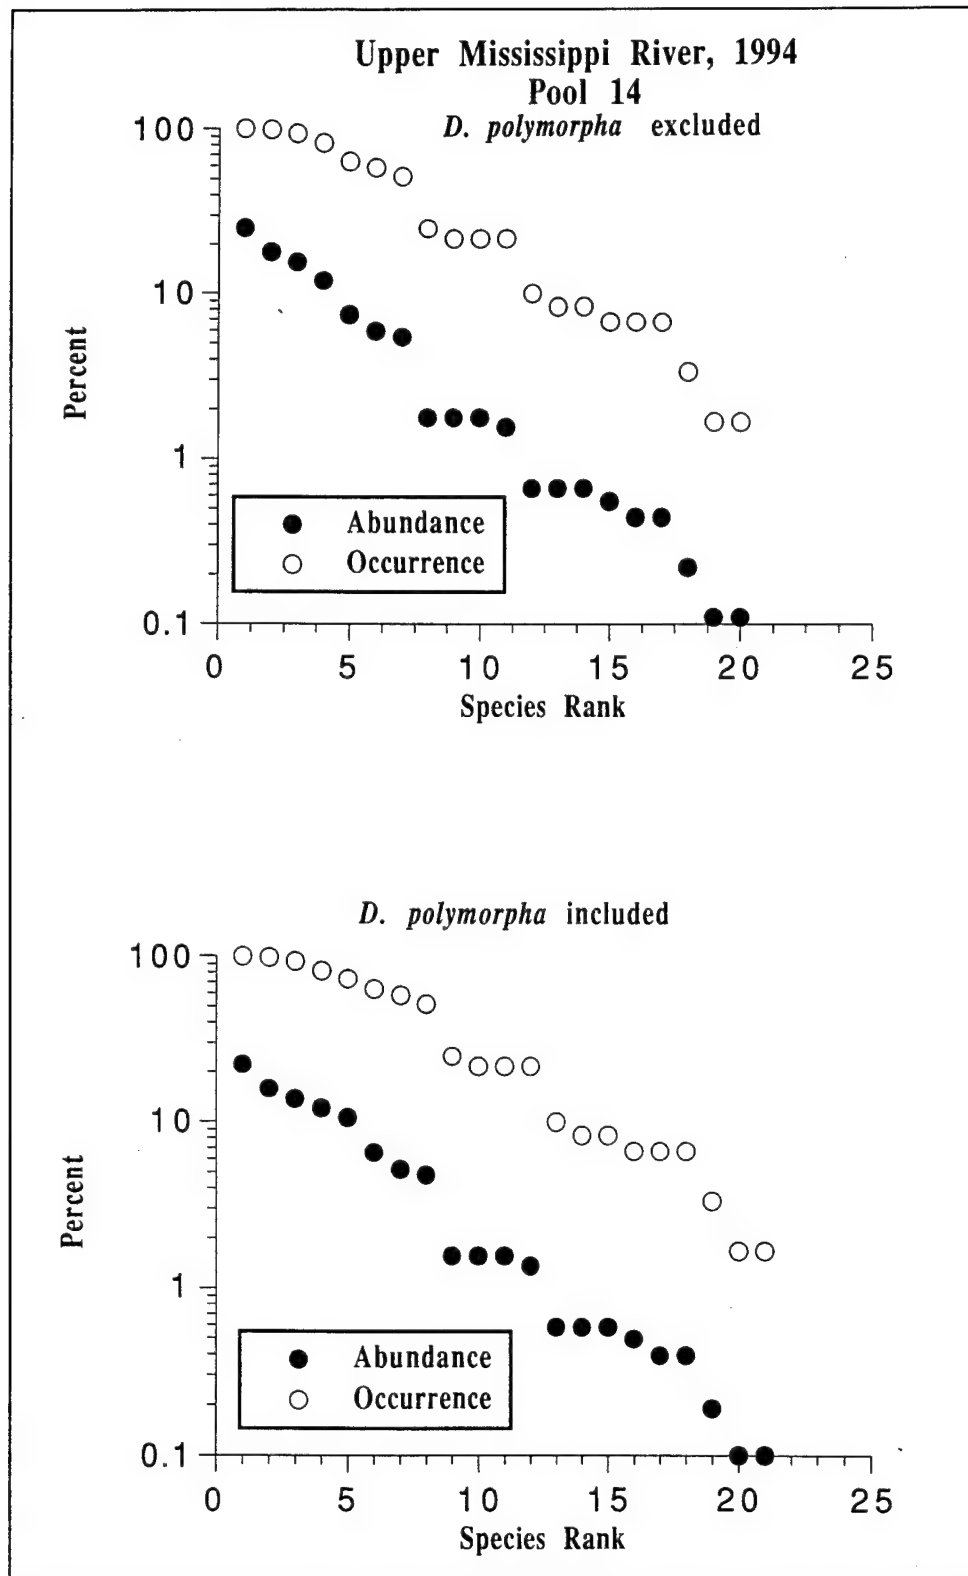 Upper Mississippi River, 1994
Pool 14
D. polymorpha excluded
100
10
1
0.1
Percent
Abundance
Occurrence
0 5 10 15 20 25
Species Rank
D. polymorpha included
100
10
1
0.1
Percent
Abundance
Occurrence
0 5 10 15 20 25
Species Rank